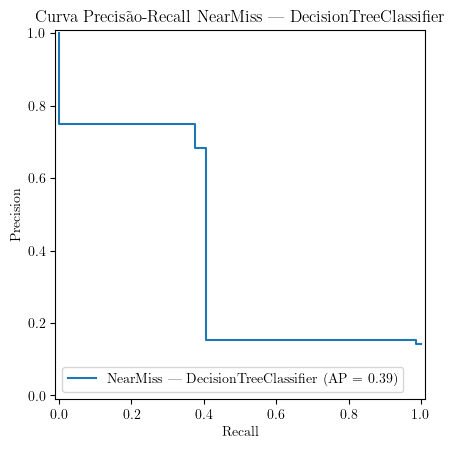 Curva Precisão-Recall NearMiss — DecisionTreeClassifier
1.0
0.8
0.6
0.4
0.2
0.0
Precision
NearMiss — DecisionTreeClassifier (AP = 0.39)
0.0 0.2 0.4 0.6 0.8 1.0
Recall